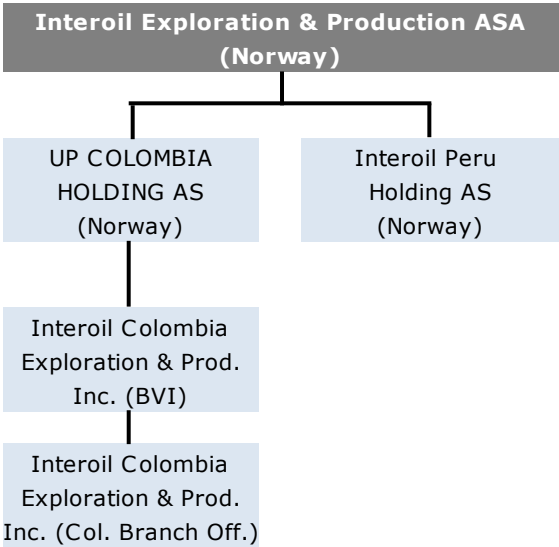 Interoil Exploration & Production ASA
(Norway)
UP COLOMBIA
HOLDING AS
(Norway)
Interoil Peru
Holding AS
(Norway)
Interoil Colombia
Exploration & Prod.
Inc. (BVI)
Interoil Colombia
Exploration & Prod.
Inc. (Col. Branch Off.)